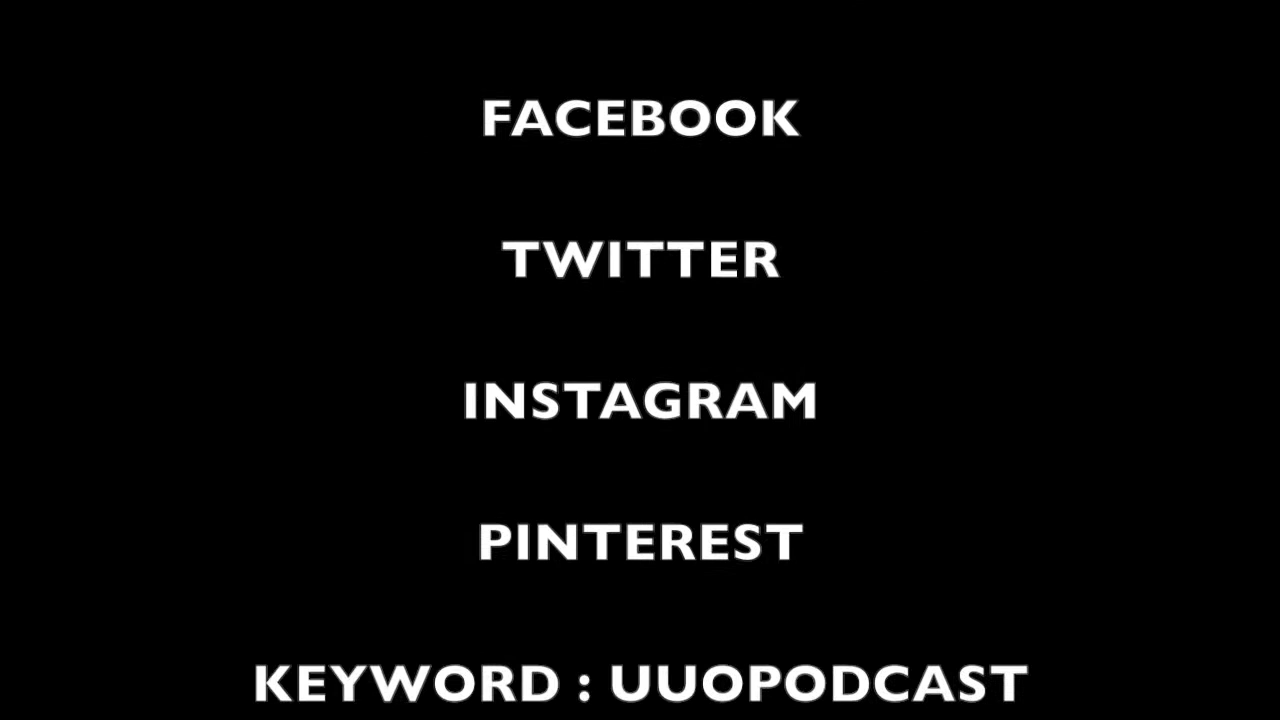 FACEBOOK
TWITTER
INSTAGRAM
PINTEREST
KEYWORD : UUOPODCAST